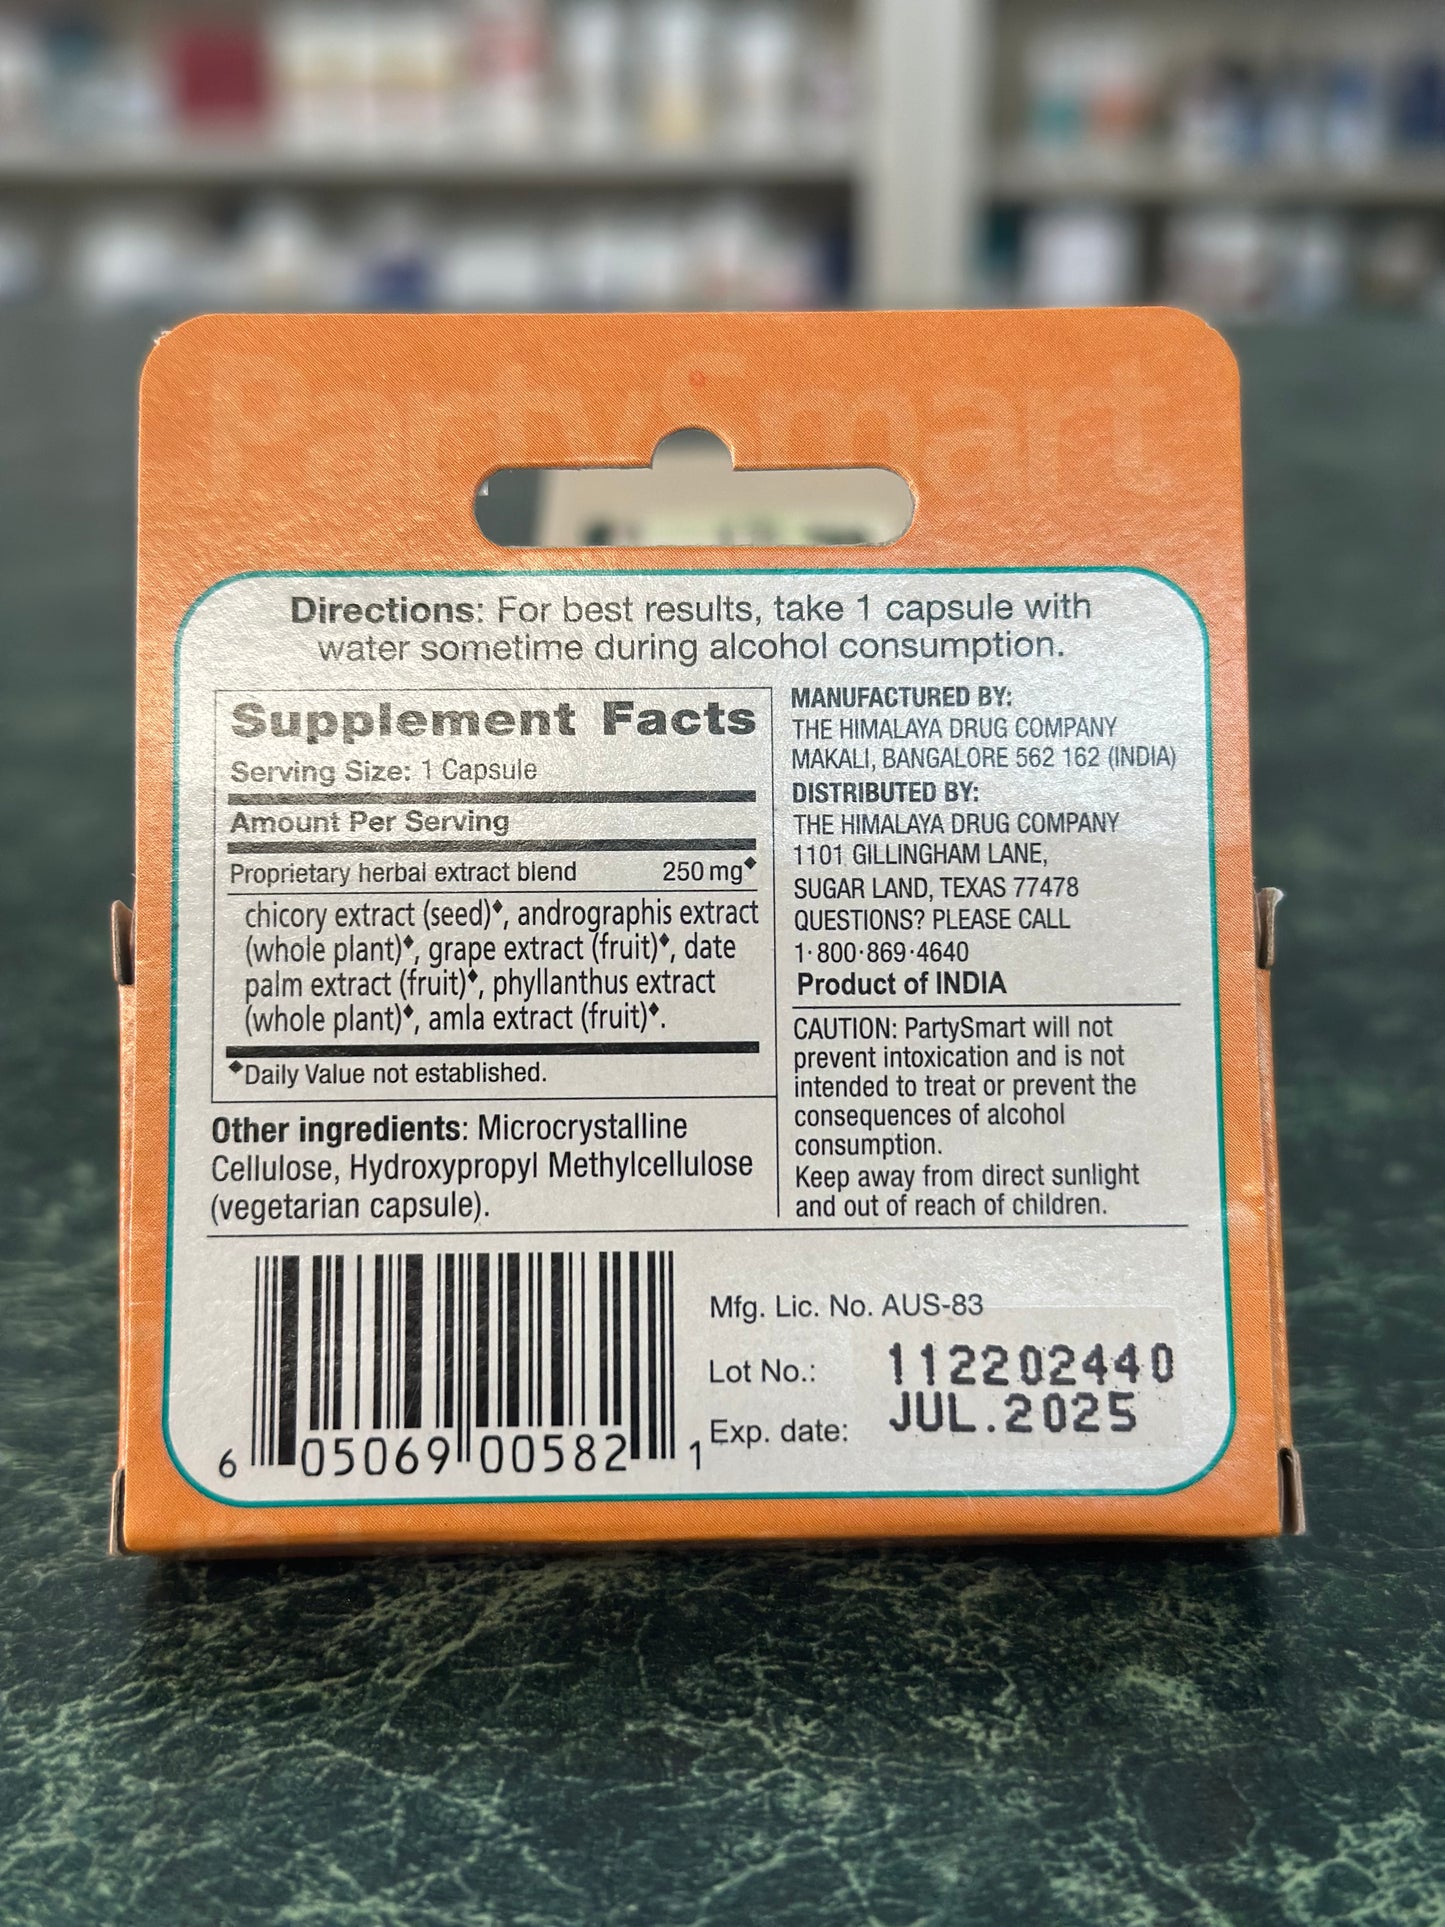 PartySmart
Directions: For best results, take 1 capsule with
water sometime during alcohol consumption.
Supplement Facts
Serving Size: 1 Capsule
Amount Per Serving
Proprietary herbal extract blend 250 mg◆
chicory extract (seed)◆, andrographis extract
(whole plant)◆, grape extract (fruit)◆, date
palm extract (fruit)◆, phyllanthus extract
(whole plant)◆, amla extract (fruit)◆.
◆Daily Value not established.
Other ingredients: Microcrystalline
Cellulose, Hydroxypropyl Methylcellulose
(vegetarian capsule).
MANUFACTURED BY:
THE HIMALAYA DRUG COMPANY
MAKALI, BANGALORE 562 162 (INDIA)
DISTRIBUTED BY:
THE HIMALAYA DRUG COMPANY
1101 GILLINGHAM LANE,
SUGAR LAND, TEXAS 77478
QUESTIONS? PLEASE CALL
1·800·869·4640
Product of INDIA
CAUTION: PartySmart will not
prevent intoxication and is not
intended to treat or prevent the
consequences of alcohol
consumption.
Keep away from direct sunlight
and out of reach of children.
6 05069 00582 1
Mfg. Lic. No. AUS-83
Lot No.: 112202440
Exp. date: JUL.2025